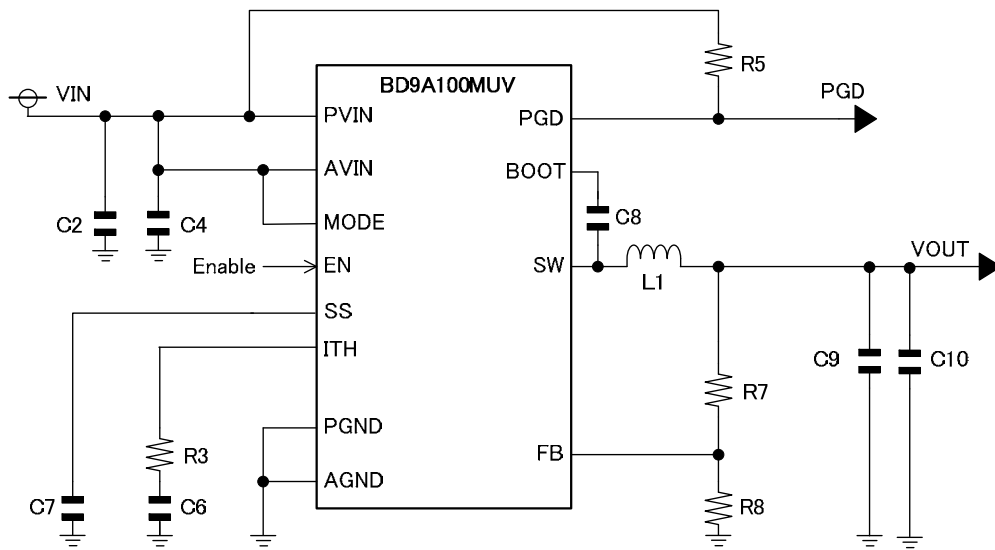 BD9A100MUV
VIN
PVIN
AVIN
MODE
Enable
EN
SS
ITH
PGND
AGND
PGD
BOOT
SW
FB
R5
PGD
C2
C4
C8
L1
VOUT
C9
C10
R7
R3
R8
C7
C6